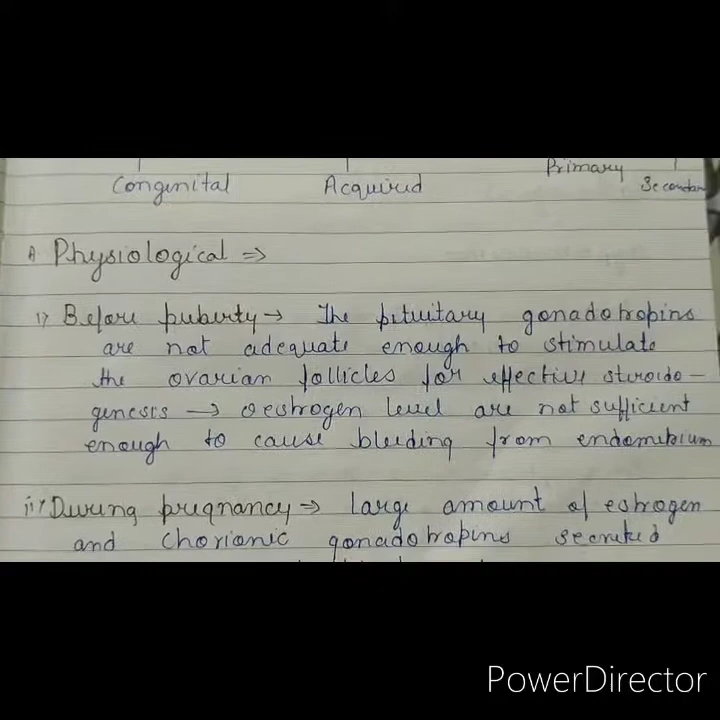 Primary
Congenital Acquired Secondary
A Physiological ⇒
i) Before puberty → The pituitary gonadotropins
are not adequate enough to stimulate
the ovarian follicles for effective steroido-
genesis → oestrogen level are not sufficient
enough to cause bleeding from endometrium
ii) During pregnancy ⇒ Large amount of estrogen
and chorionic gonadotropins secreted
PowerDirector